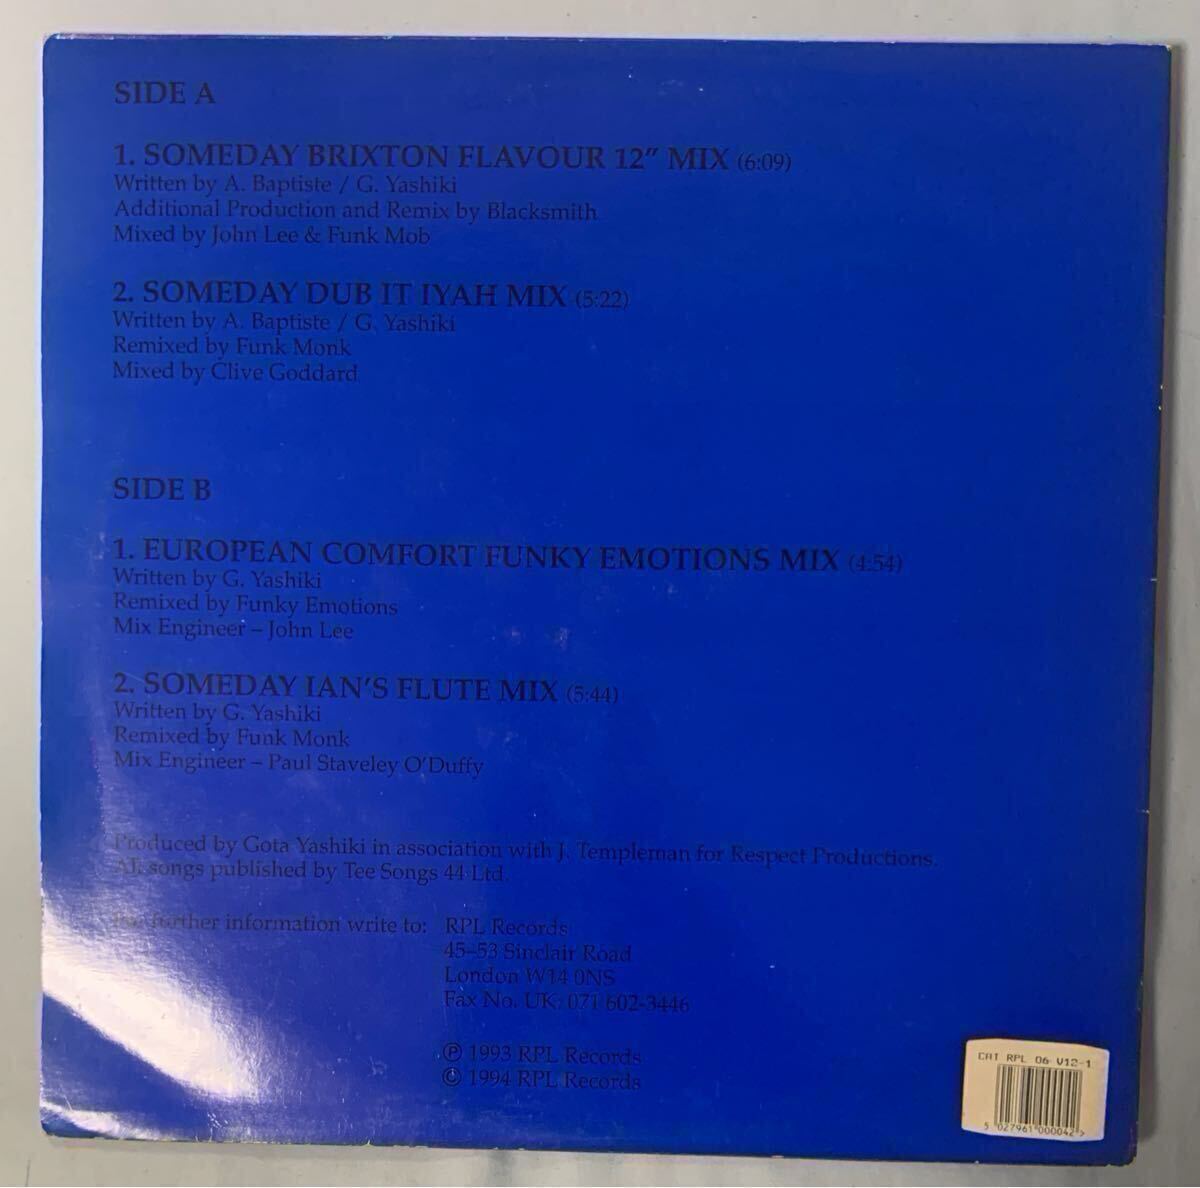 SIDE A
1. SOMEDAY BRIXTON FLAVOUR 12" MIX (6:09)
Written by A. Baptiste / G. Yashiki
Additional Production and Remix by Blacksmith
Mixed by John Lee & Funk Mob
2. SOMEDAY DUB IT IYAH MIX (5:22)
Written by A. Baptiste / G. Yashiki
Remixed by Funk Monk
Mixed by Clive Goddard
SIDE B
1. EUROPEAN COMFORT FUNKY EMOTIONS MIX (4:54)
Written by G. Yashiki
Remixed by Funky Emotions
Mix Engineer – John Lee
2. SOMEDAY IAN'S FLUTE MIX (5:44)
Written by G. Yashiki
Remixed by Funk Monk
Mix Engineer – Paul Staveley O'Duffy
Produced by Gota Yashiki in association with J. Templeman for Respect Productions.
All songs published by Tee Songs 44 Ltd.
For further information write to: RPL Records
45–53 Sinclair Road
London W14 0NS
Fax No. UK: 071 602-3446
℗ 1993 RPL Records
© 1994 RPL Records
CAT RPL 06 V12-1
5 027961 000042 >